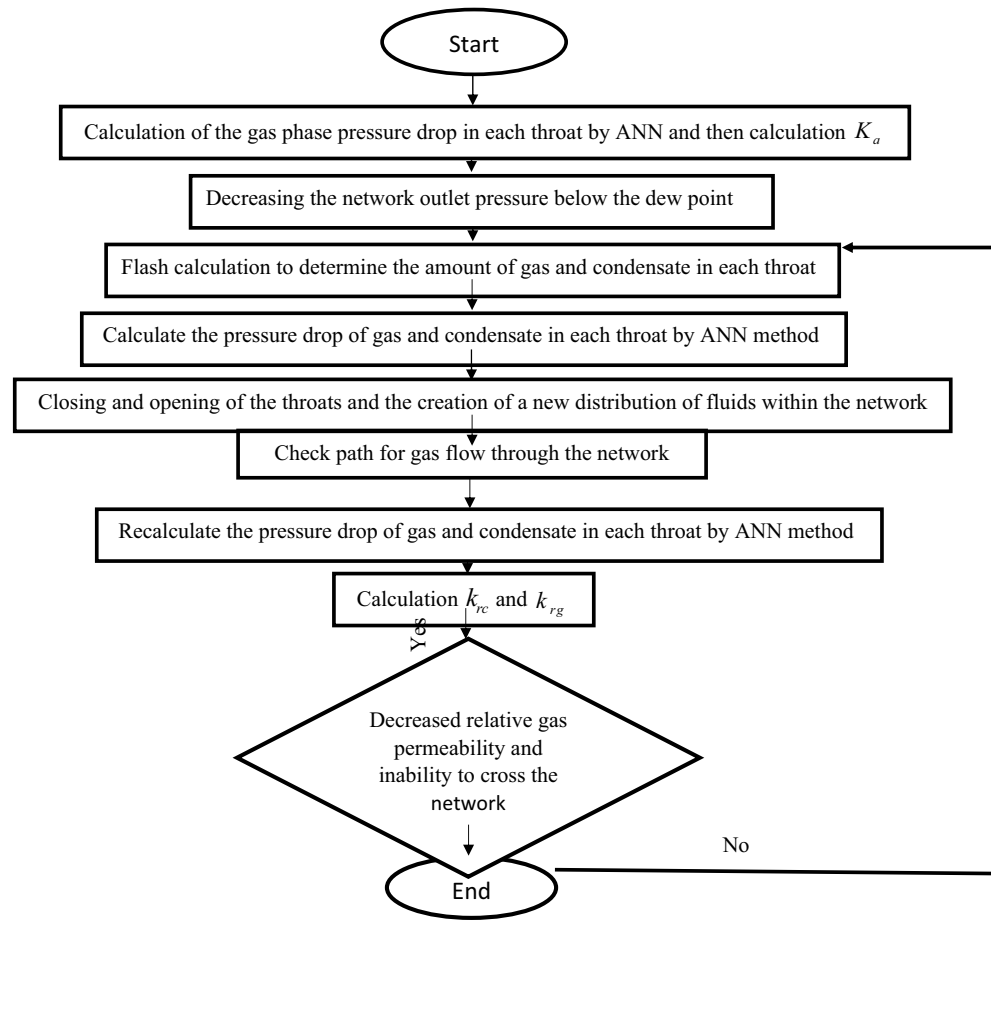 Start
Calculation of the gas phase pressure drop in each throat by ANN and then calculation K_a
Decreasing the network outlet pressure below the dew point
Flash calculation to determine the amount of gas and condensate in each throat
Calculate the pressure drop of gas and condensate in each throat by ANN method
Closing and opening of the throats and the creation of a new distribution of fluids within the network
Check path for gas flow through the network
Recalculate the pressure drop of gas and condensate in each throat by ANN method
Calculation k_rc and k_rg
Yes
Decreased relative gas
permeability and
inability to cross the
network
No
End